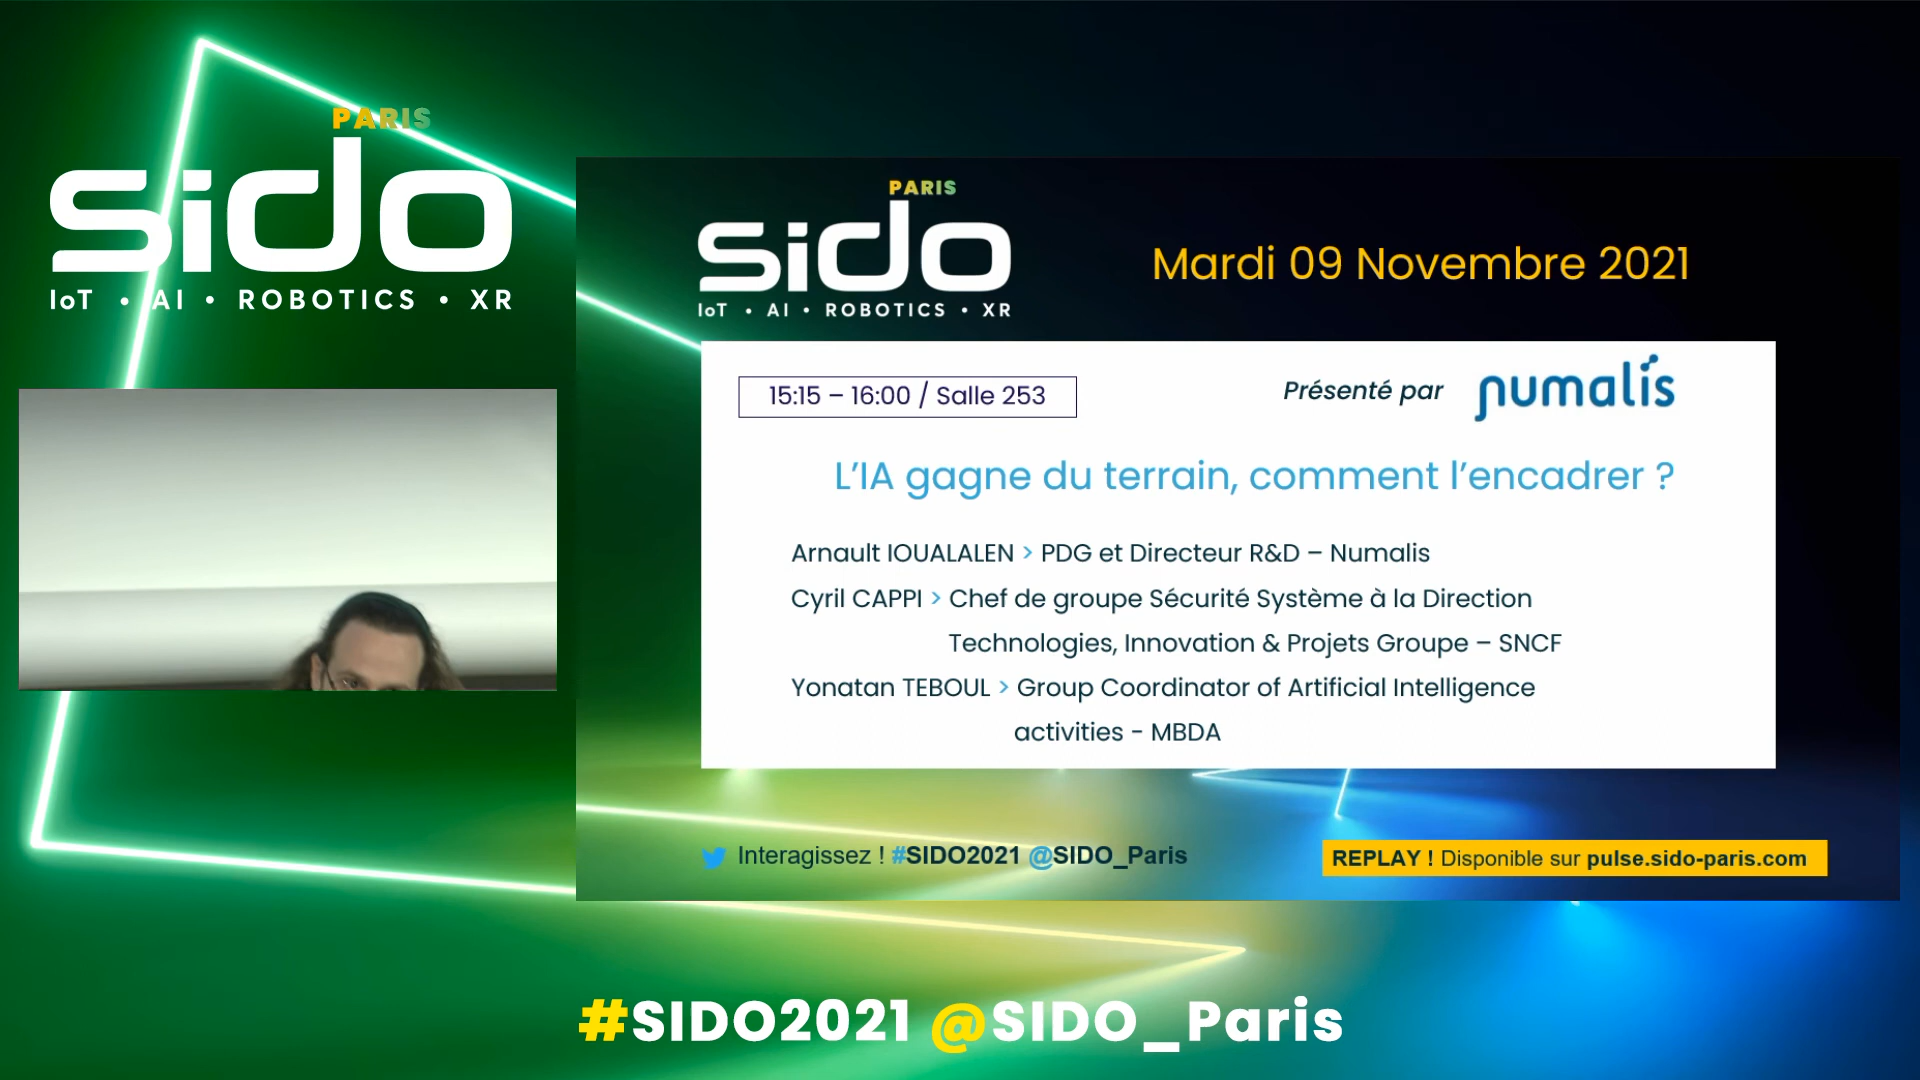 PARIS
sido
IoT • AI • ROBOTICS • XR
PARIS
sido
IoT • AI • ROBOTICS • XR
Mardi 09 Novembre 2021
15:15 – 16:00 / Salle 253
Présenté par numalis
L’IA gagne du terrain, comment l’encadrer ?
Arnault IOUALALEN > PDG et Directeur R&D – Numalis
Cyril CAPPI > Chef de groupe Sécurité Système à la Direction
Technologies, Innovation & Projets Groupe – SNCF
Yonatan TEBOUL > Group Coordinator of Artificial Intelligence
activities - MBDA
Interagissez ! #SIDO2021 @SIDO_Paris
REPLAY ! Disponible sur pulse.sido-paris.com
#SIDO2021 @SIDO_Paris